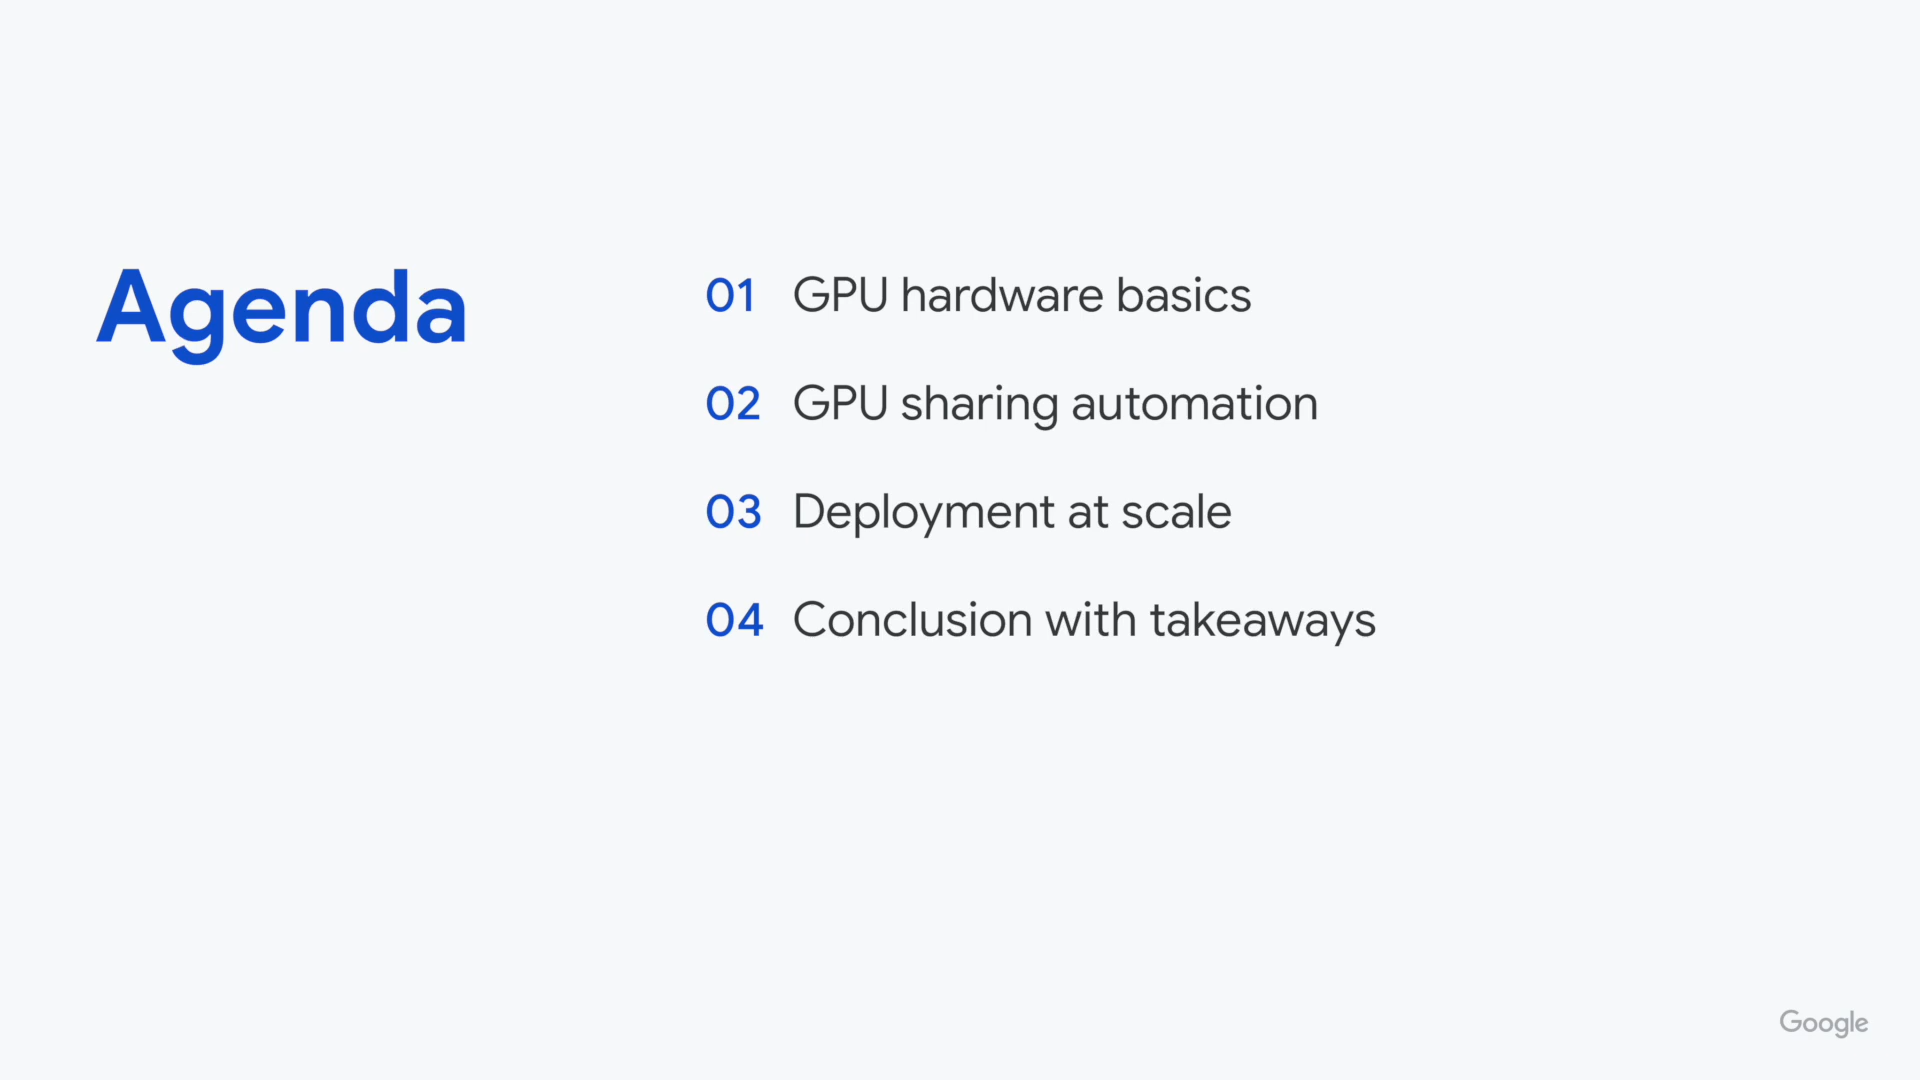 Agenda
01 GPU hardware basics
02 GPU sharing automation
03 Deployment at scale
04 Conclusion with takeaways
Google